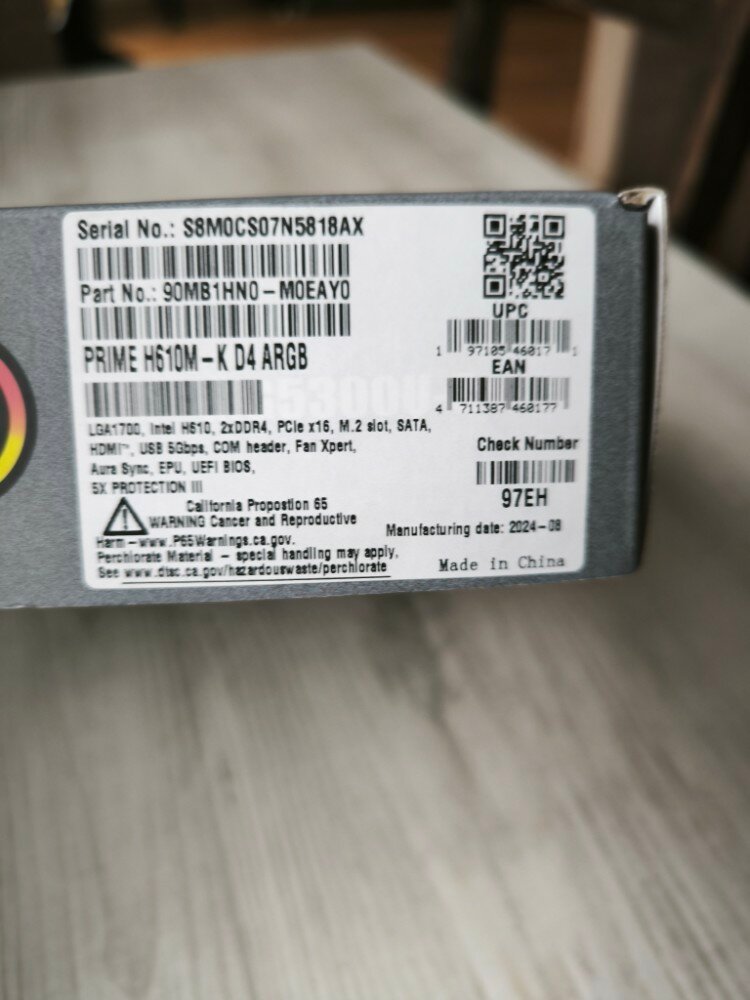 Serial No.: S8M0CS07N5818AX
Part No.: 90MB1HN0-M0EAY0
UPC
1 97105 46017 1
PRIME H610M-K D4 ARGB
EAN
4 711387 460177
LGA1700, Intel H610, 2xDDR4, PCIe x16, M.2 slot, SATA,
HDMI™, USB 5Gbps, COM header, Fan Xpert,
Aura Sync, EPU, UEFI BIOS,
5X PROTECTION III
Check Number
97EH
California Propostion 65
WARNING Cancer and Reproductive
Harm-www.P65Warnings.ca.gov.
Perchlorate Material - special handling may apply.
See www.dtsc.ca.gov/hazardouswaste/perchlorate
Manufacturing date: 2024-08
Made in China